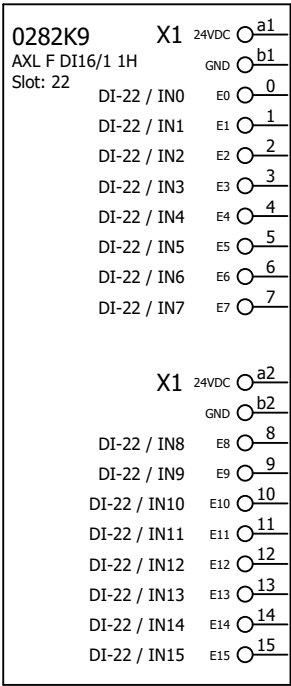 0282K9 X1 24VDC a1
AXL F DI16/1 1H GND b1
Slot: 22
DI-22 / IN0 E0 0
DI-22 / IN1 E1 1
DI-22 / IN2 E2 2
DI-22 / IN3 E3 3
DI-22 / IN4 E4 4
DI-22 / IN5 E5 5
DI-22 / IN6 E6 6
DI-22 / IN7 E7 7
X1 24VDC a2
GND b2
DI-22 / IN8 E8 8
DI-22 / IN9 E9 9
DI-22 / IN10 E10 10
DI-22 / IN11 E11 11
DI-22 / IN12 E12 12
DI-22 / IN13 E13 13
DI-22 / IN14 E14 14
DI-22 / IN15 E15 15